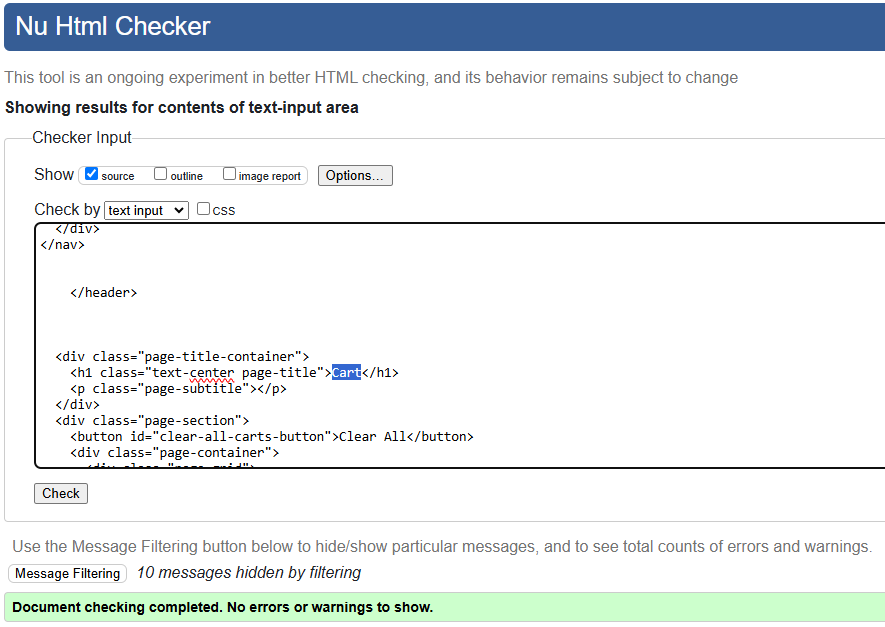 Nu Html Checker
This tool is an ongoing experiment in better HTML checking, and its behavior remains subject to change
Showing results for contents of text-input area
Checker Input
Show source outline image report Options...
Check by text input css
  </div>
</nav>
    </header>
  <div class="page-title-container">
    <h1 class="text-center page-title">Cart</h1>
    <p class="page-subtitle"></p>
  </div>
  <div class="page-section">
    <button id="clear-all-carts-button">Clear All</button>
    <div class="page-container">
      <div class="page-grid">
Check
Use the Message Filtering button below to hide/show particular messages, and to see total counts of errors and warnings.
Message Filtering 10 messages hidden by filtering
Document checking completed. No errors or warnings to show.